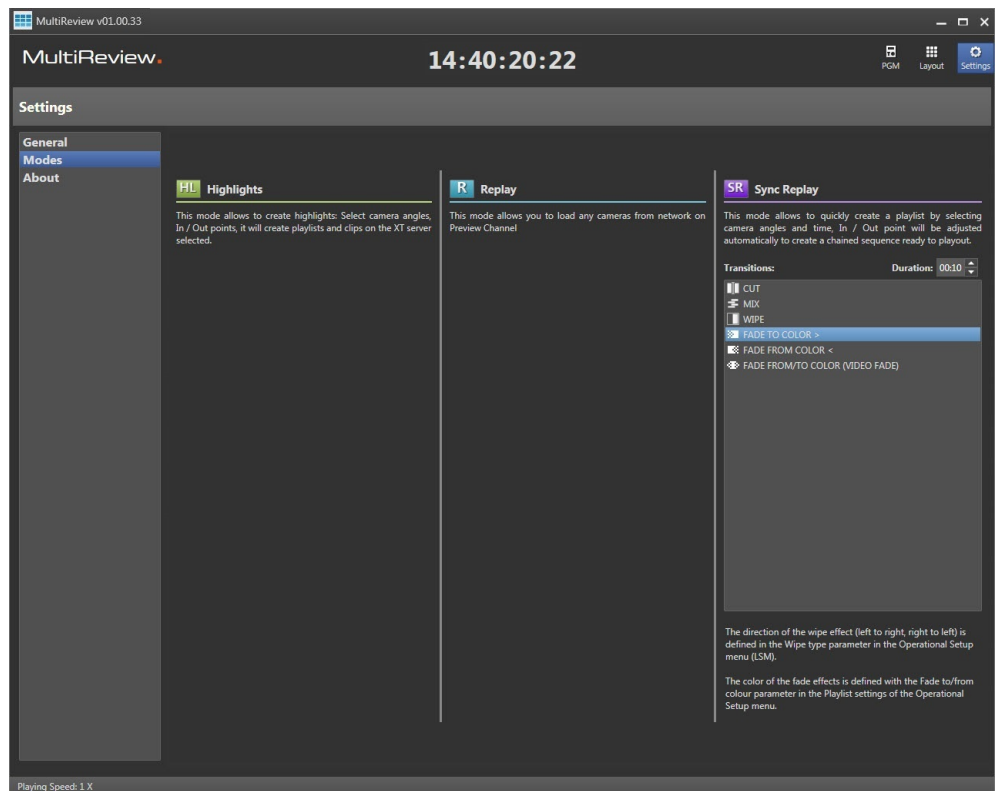 MultiReview v01.00.33
MultiReview.
14:40:20:22
PGM
Layout
Settings
Settings
General
Modes
About
HL Highlights
This mode allows to create highlights: Select camera angles,
In / Out points, it will create playlists and clips on the XT server
selected.
R Replay
This mode allows you to load any cameras from network on
Preview Channel
SR Sync Replay
This mode allows to quickly create a playlist by selecting
camera angles and time, In / Out point will be adjusted
automatically to create a chained sequence ready to playout.
Transitions: Duration: 00:10
CUT
MIX
WIPE
FADE TO COLOR >
FADE FROM COLOR <
FADE FROM/TO COLOR (VIDEO FADE)
The direction of the wipe effect (left to right, right to left) is
defined in the Wipe type parameter in the Operational Setup
menu (LSM).
The color of the fade effects is defined with the Fade to/from
colour parameter in the Playlist settings of the Operational
Setup menu.
Playing Speed: 1 X